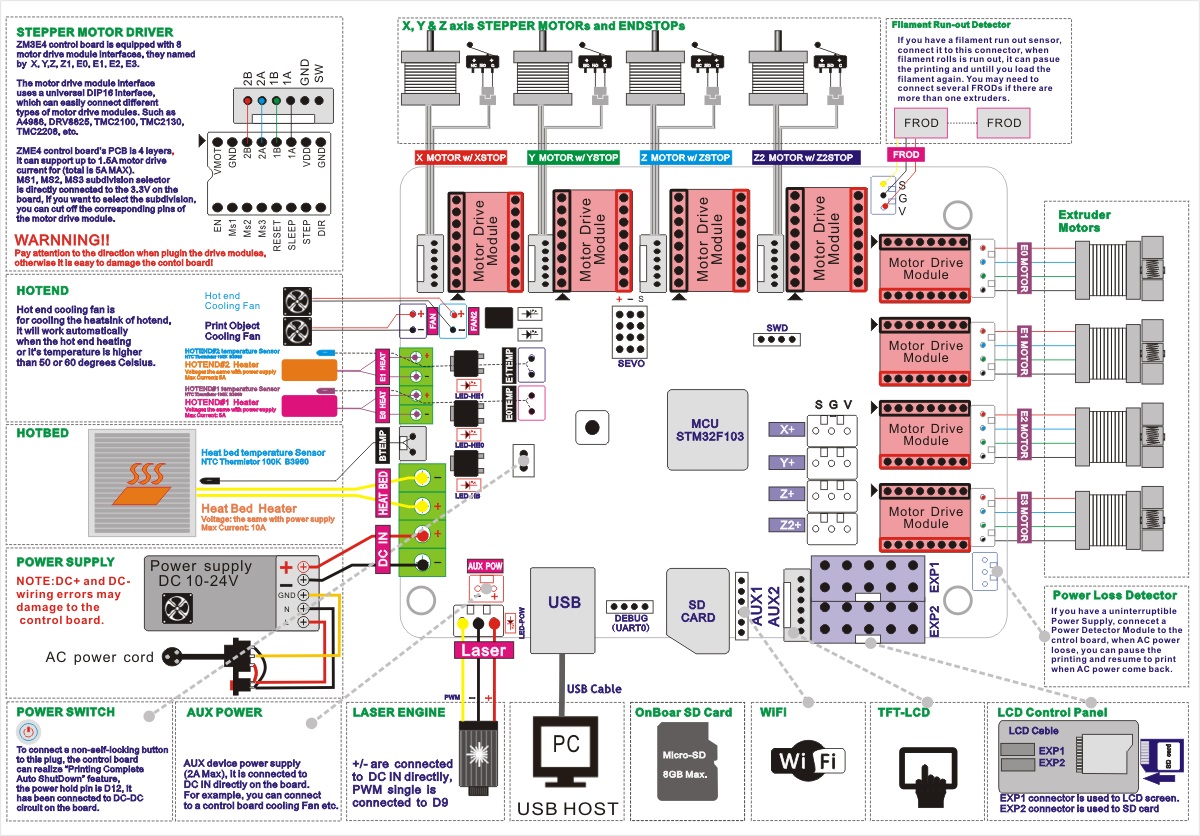 STEPPER MOTOR DRIVER
ZM3E4 control board is equipped with 8
motor drive module interfaces, they named
by X, Y,Z, Z1, E0, E1, E2, E3.
The motor drive module interface
uses a universal DIP16 interface,
which can easily connect different
types of motor drive modules. Such as
A4988, DRV8825, TMC2100, TMC2130,
TMC2208, etc.
ZME4 control board's PCB is 4 layers,
it can support up to 1.5A motor drive
current for (total is 5A MAX).
MS1, MS2, MS3 subdivision selector
is directly connected to the 3.3V on the
board, if you want to select the subdivision,
you can cut off the corresponding pins of
the motor drive module.
WARNNING!!
Pay attention to the direction when plugin the drive modules,
otherwise it is easy to damage the contol board!
2B
2A
1B
1A
GND
SW
VMOT
GND
2B
2A
1B
1A
VDD
GND
EN
Ms1
Ms2
Ms3
RESET
SLEEP
STEP
DIR
X, Y & Z axis STEPPER MOTORs and ENDSTOPs
X MOTOR w/ XSTOP
Y MOTOR w/ YSTOP
Z MOTOR w/ ZSTOP
Z2 MOTOR w/ Z2STOP
Motor Drive
Module
Motor Drive
Module
Motor Drive
Module
Motor Drive
Module
Filament Run-out Detector
If you have a filament run out sensor,
connect it to this connector, when
filament rolls is run out, it can pasue
the printing and untill you load the
filament again. You may need to
connect several FRODs if there are
more than one extruders.
FROD
FROD
FROD
S
G
V
Extruder
Motors
Motor Drive
Module
E0 MOTOR
Motor Drive
Module
E1 MOTOR
Motor Drive
Module
E2 MOTOR
Motor Drive
Module
E3 MOTOR
HOTEND
Hot end cooling fan is
for cooling the heatsink of hotend,
it will work automatically
when the hot end heating
or it's temperature is higher
than 50 or 60 degrees Celsius.
Hot end
Cooling Fan
Print Object
Cooling Fan
HOTEND#2 temperature Sensor
NTC Thermistor 100K B3950
HOTEND#2 Heater
Voltage: the same with power supply
Max Current: 5A
HOTEND#1 temperature Sensor
NTC Thermistor 100K B3950
HOTEND#1 Heater
Voltage: the same with power supply
Max Current: 5A
FAN
FAN2
E1 HEAT
E0 HEAT
E1TEMP
E0TEMP
LED-HE1
LED-HE0
LED-HB
+ - S
SEVO
SWD
MCU
STM32F103
S G V
X+
Y+
Z+
Z2+
HOTBED
Heat bed temperature Sensor
NTC Thermistor 100K B3950
Heat Bed Heater
Voltage: the same with power supply
Max Current: 10A
BTEMP
HEAT BED
DC IN
POWER SUPPLY
NOTE:DC+ and DC-
wiring errors may
damage to the
control board.
Power supply
DC 10-24V
+
−
GND
N
L
AC power cord
AUX POW
LED-POW
Laser
PWM
−
+
USB
USB Cable
DEBUG
(UART0)
SD
CARD
AUX1
AUX2
EXP1
EXP2
Power Loss Detector
If you have a uninterruptible
Power Supply, connecet a
Power Detector Module to the
cntrol board, when AC power
loose, you can pause the
printing and resume to print
when AC power come back.
POWER SWITCH
To connect a non-self-locking button
to this plug, the control board
can realize "Printing Complete
Auto ShutDown" feature,
the power hold pin is D12, it
has been connected to DC-DC
circuit on the board.
AUX POWER
AUX device power supply
(2A Max), it is connected to
DC IN directly on the board.
For example, you can connect
to a control board cooling Fan etc.
LASER ENGINE
+/- are connected
to DC IN directlly,
PWM single is
connected to D9
PC
USB HOST
OnBoar SD Card
Micro-SD
8GB Max.
WIFI
Wi Fi
TFT-LCD
LCD Control Panel
LCD Cable
EXP1
EXP2
SD card
EXP1 connector is used to LCD screen.
EXP2 connector is used to SD card